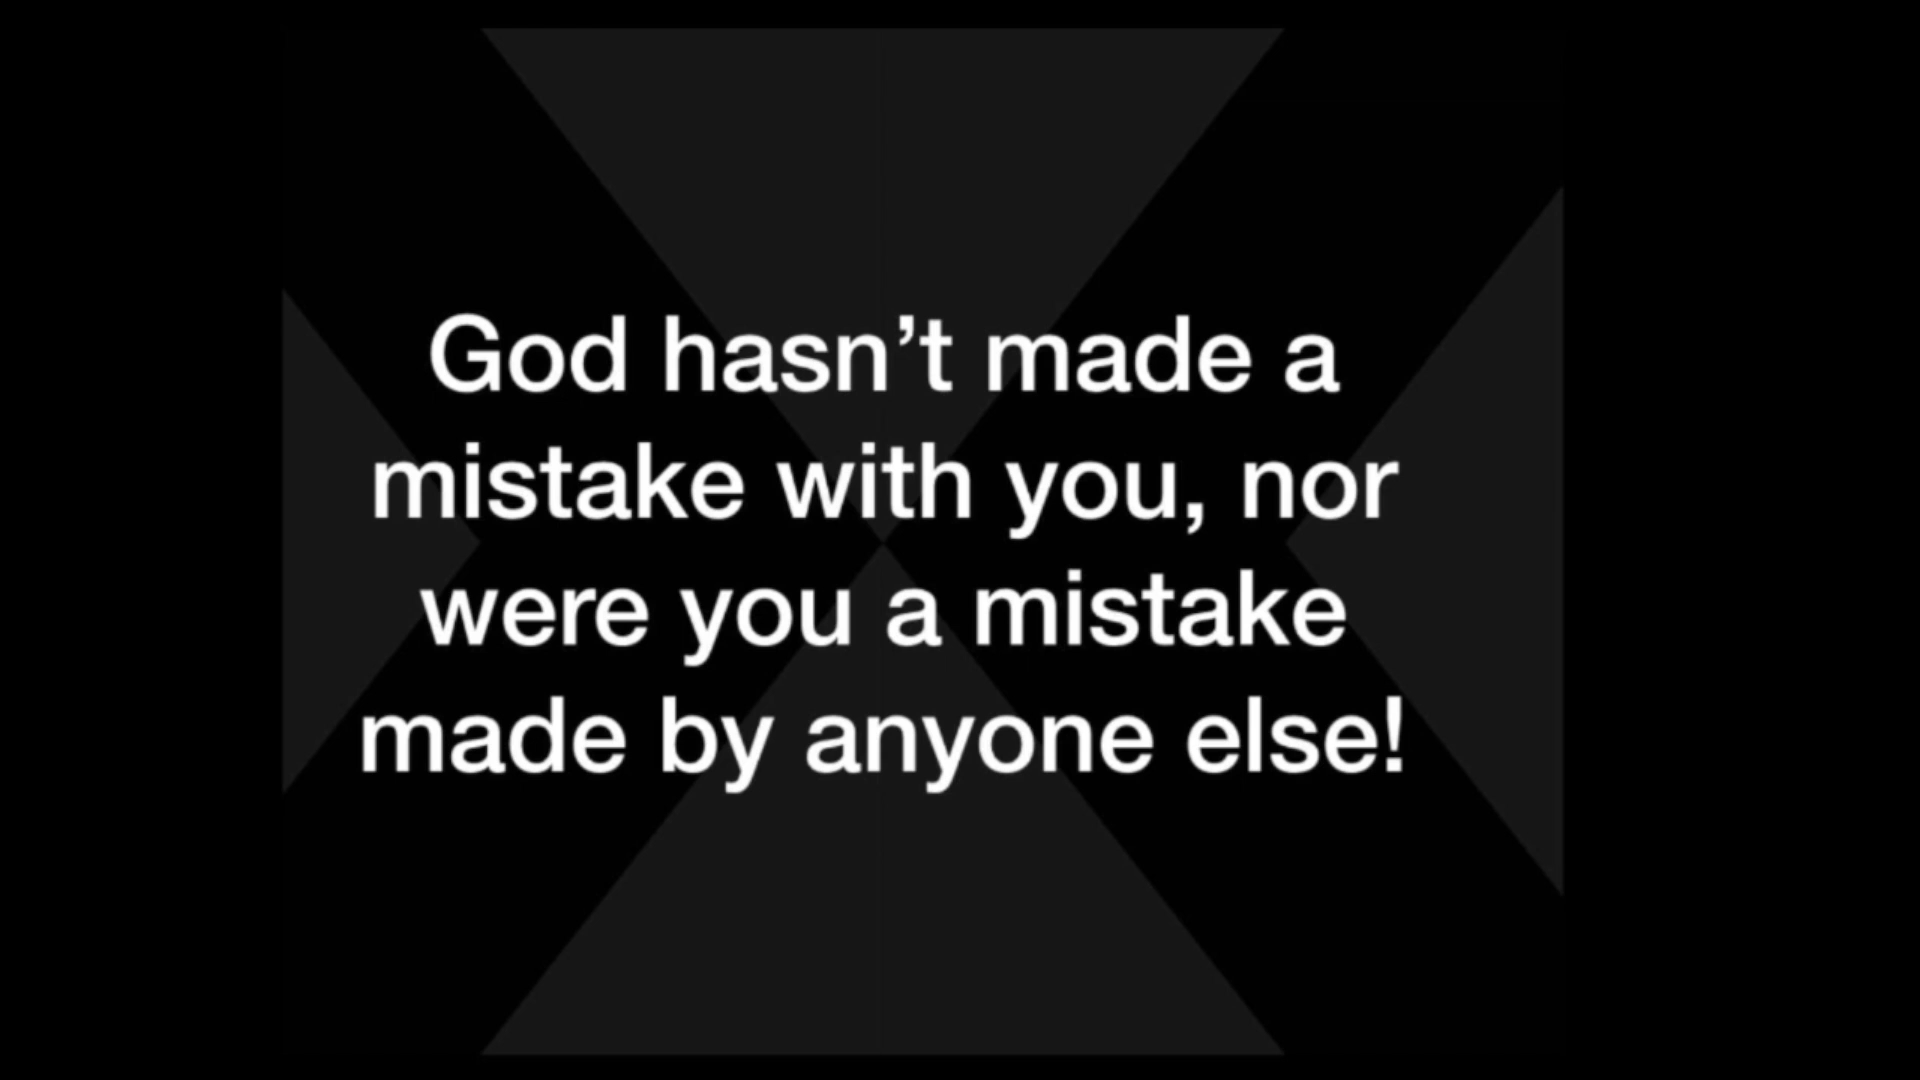 God hasn’t made a
mistake with you, nor
were you a mistake
made by anyone else!